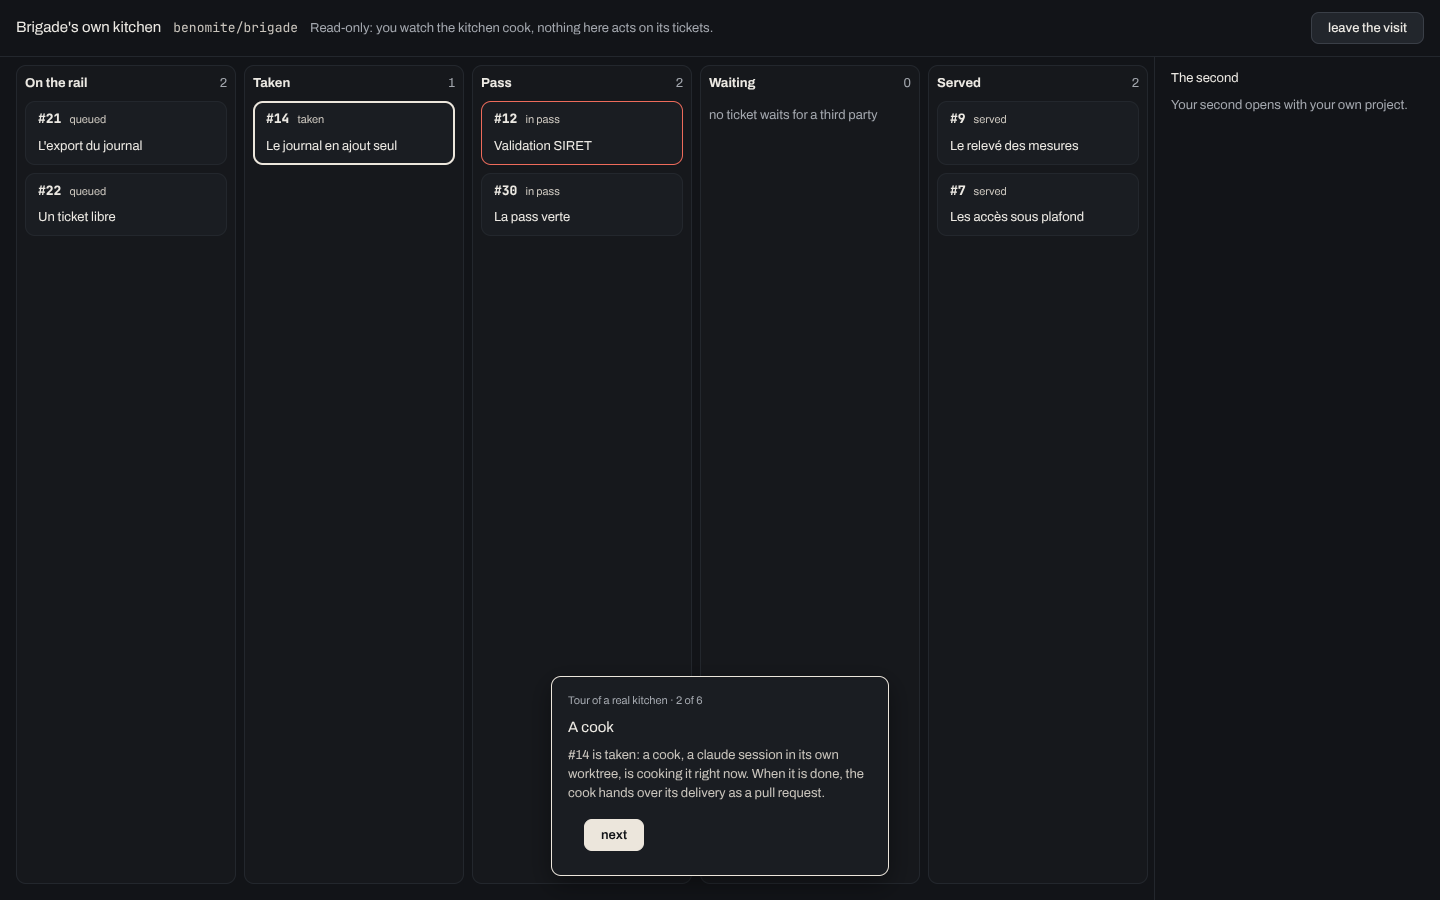 Brigade's own kitchen benomite/brigade Read-only: you watch the kitchen cook, nothing here acts on its tickets. leave the visit
On the rail 2
#21 queued
L'export du journal
#22 queued
Un ticket libre
Taken 1
#14 taken
Le journal en ajout seul
Pass 2
#12 in pass
Validation SIRET
#30 in pass
La pass verte
Waiting 0
no ticket waits for a third party
Served 2
#9 served
Le relevé des mesures
#7 served
Les accès sous plafond
The second
Your second opens with your own project.
Tour of a real kitchen · 2 of 6
A cook
#14 is taken: a cook, a claude session in its own
worktree, is cooking it right now. When it is done, the
cook hands over its delivery as a pull request.
next